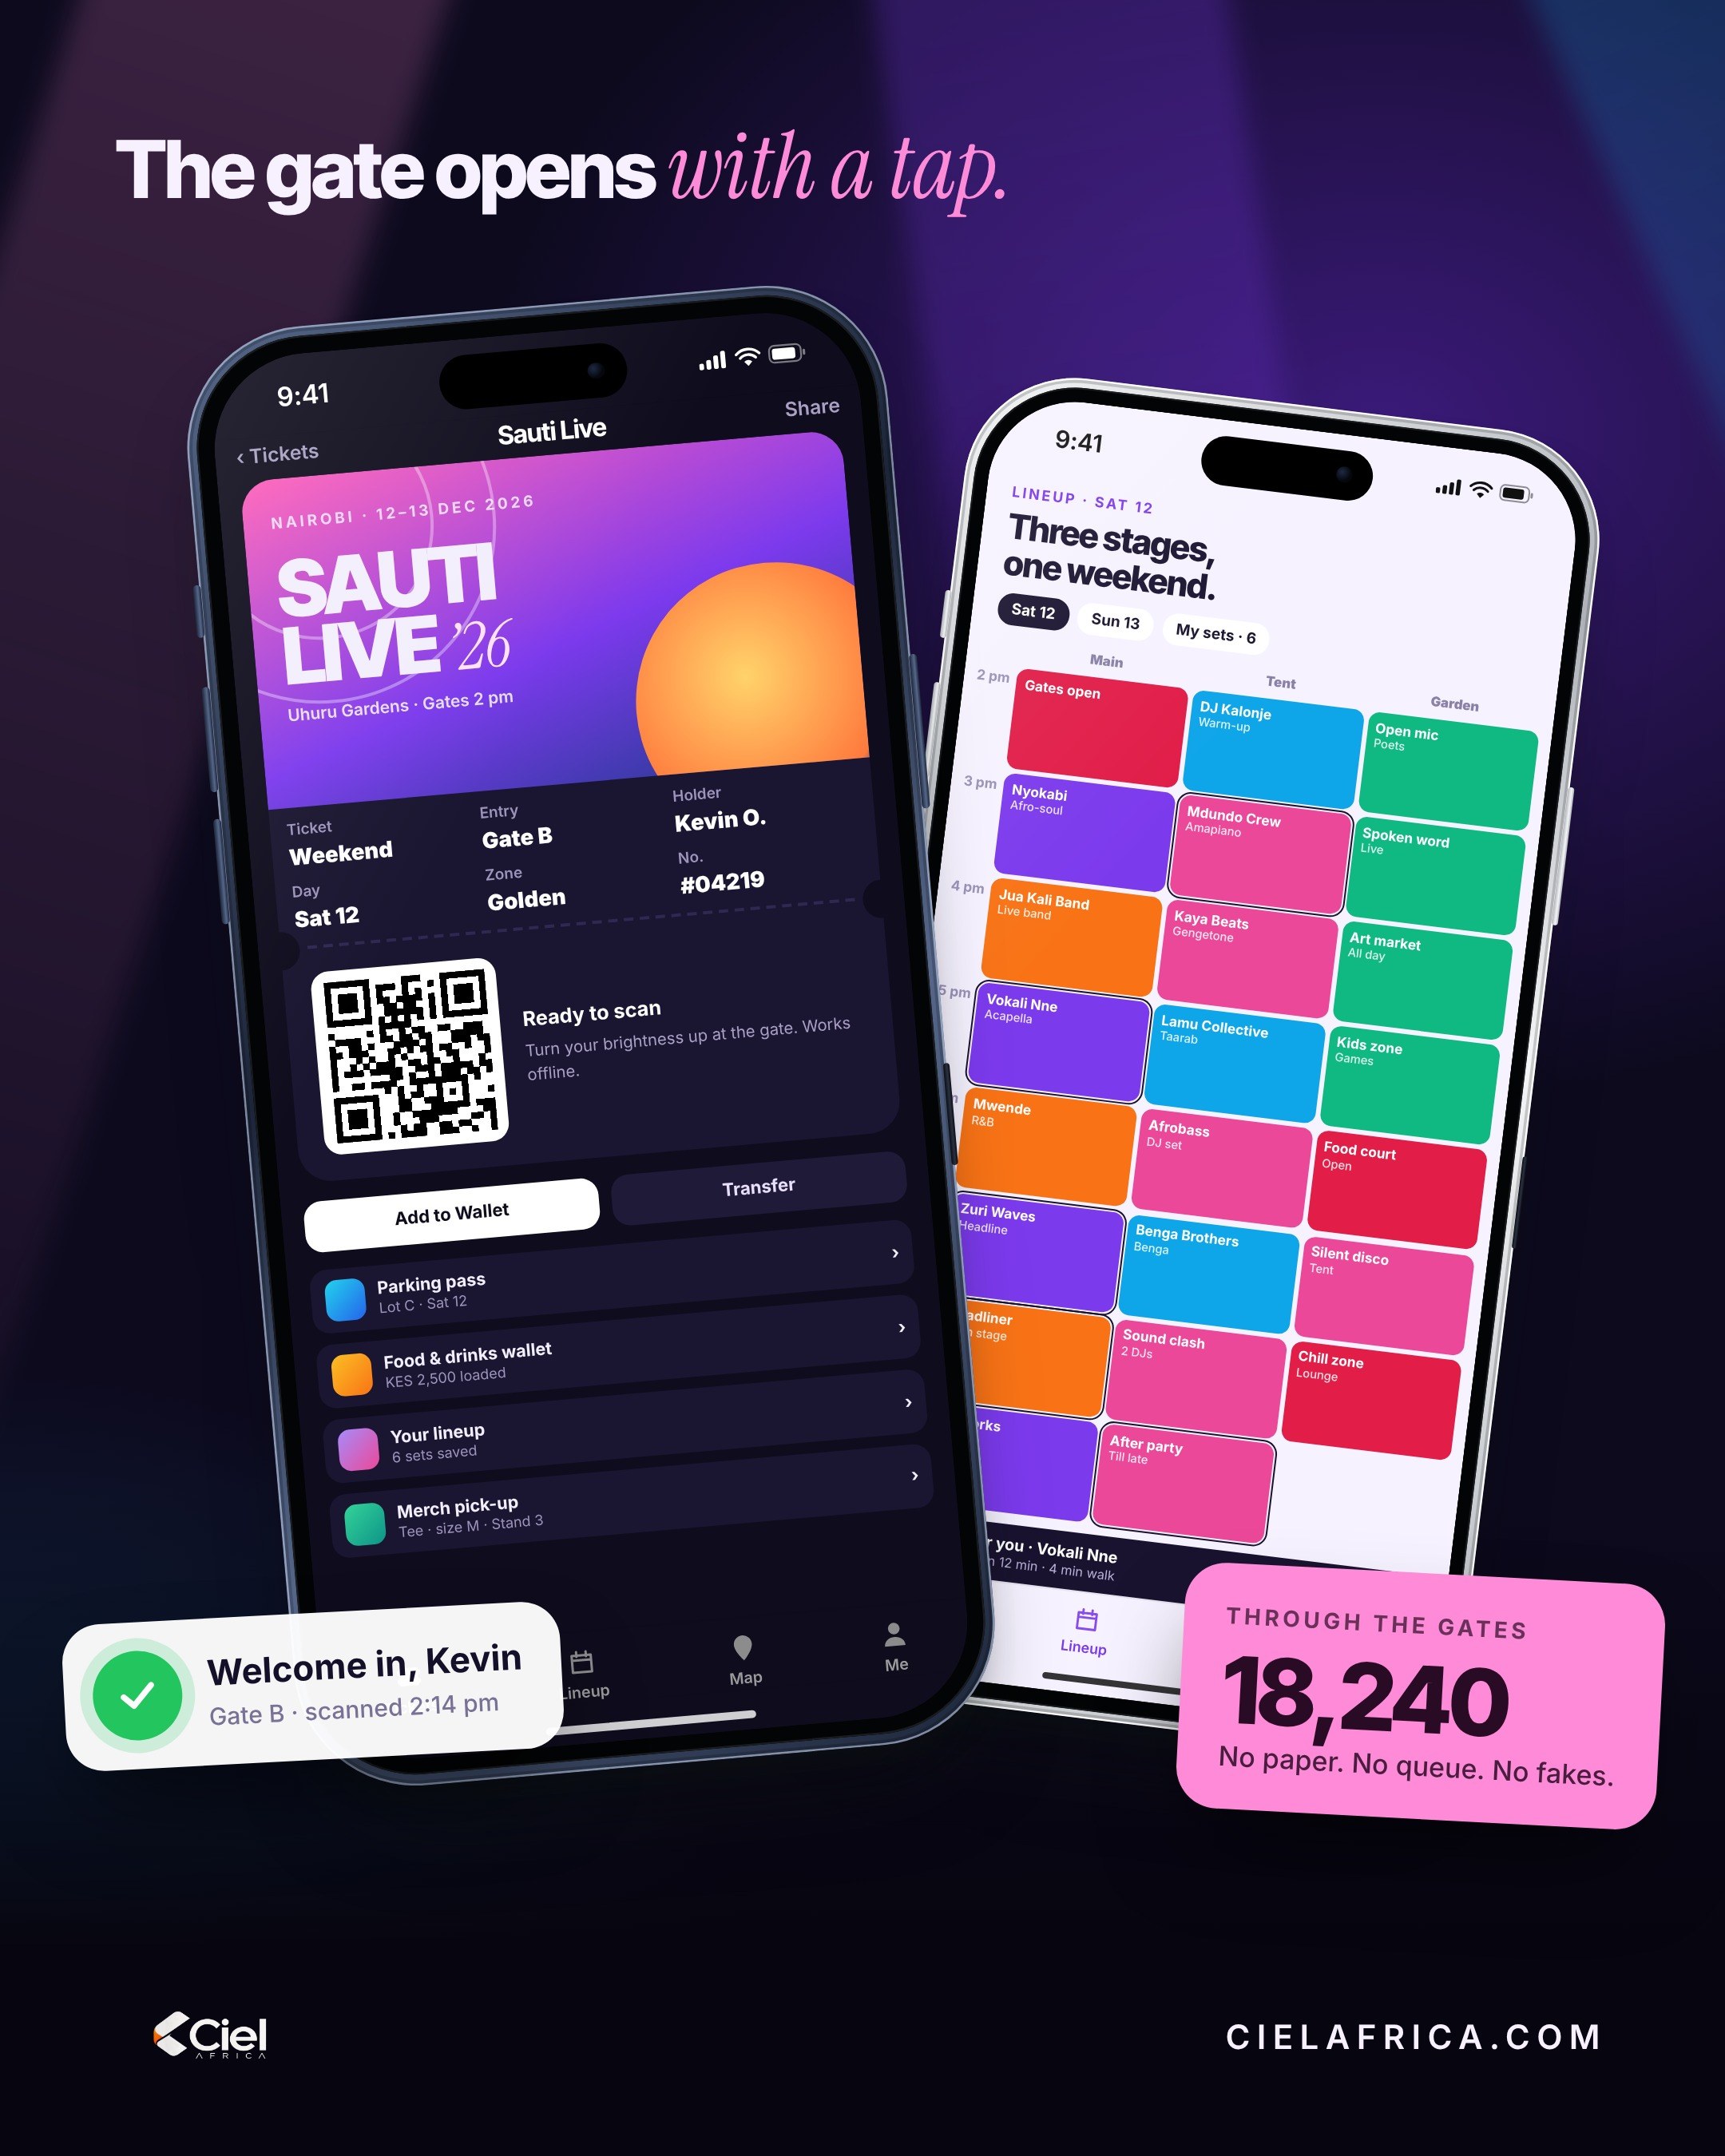 The gate opens with a tap.
9:41
‹ Tickets
Sauti Live
Share
NAIROBI · 12–13 DEC 2026
SAUTI
LIVE ’26
Uhuru Gardens · Gates 2 pm
Ticket
Weekend
Entry
Gate B
Holder
Kevin O.
Day
Sat 12
Zone
Golden
No.
#04219
Ready to scan
Turn your brightness up at the gate. Works
offline.
Add to Wallet
Transfer
Parking pass
Lot C · Sat 12
›
Food & drinks wallet
KES 2,500 loaded
›
Your lineup
6 sets saved
›
Merch pick-up
Tee · size M · Stand 3
›
Lineup
Map
Me
Welcome in, Kevin
Gate B · scanned 2:14 pm
9:41
LINEUP · SAT 12
Three stages,
one weekend.
Sat 12
Sun 13
My sets · 6
Main
Tent
Garden
2 pm
Gates open
DJ Kalonje
Warm-up
Open mic
Poets
3 pm
Nyokabi
Afro-soul
Mdundo Crew
Amapiano
Spoken word
Live
4 pm
Jua Kali Band
Live band
Kaya Beats
Gengetone
Art market
All day
5 pm
Vokali Nne
Acapella
Lamu Collective
Taarab
Kids zone
Games
Mwende
R&B
Afrobass
DJ set
Food court
Open
Zuri Waves
Headline
Benga Brothers
Benga
Silent disco
Tent
stage
Sound clash
2 DJs
Chill zone
Lounge
After party
Till late
you · Vokali Nne
12 min · 4 min walk
Lineup
THROUGH THE GATES
18,240
No paper. No queue. No fakes.
Ciel
AFRICA
CIELAFRICA.COM